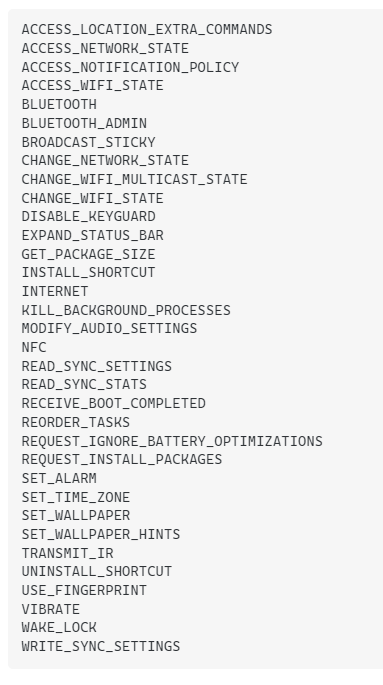 ACCESS_LOCATION_EXTRA_COMMANDS
ACCESS_NETWORK_STATE
ACCESS_NOTIFICATION_POLICY
ACCESS_WIFI_STATE
BLUETOOTH
BLUETOOTH_ADMIN
BROADCAST_STICKY
CHANGE_NETWORK_STATE
CHANGE_WIFI_MULTICAST_STATE
CHANGE_WIFI_STATE
DISABLE_KEYGUARD
EXPAND_STATUS_BAR
GET_PACKAGE_SIZE
INSTALL_SHORTCUT
INTERNET
KILL_BACKGROUND_PROCESSES
MODIFY_AUDIO_SETTINGS
NFC
READ_SYNC_SETTINGS
READ_SYNC_STATS
RECEIVE_BOOT_COMPLETED
REORDER_TASKS
REQUEST_IGNORE_BATTERY_OPTIMIZATIONS
REQUEST_INSTALL_PACKAGES
SET_ALARM
SET_TIME_ZONE
SET_WALLPAPER
SET_WALLPAPER_HINTS
TRANSMIT_IR
UNINSTALL_SHORTCUT
USE_FINGERPRINT
VIBRATE
WAKE_LOCK
WRITE_SYNC_SETTINGS